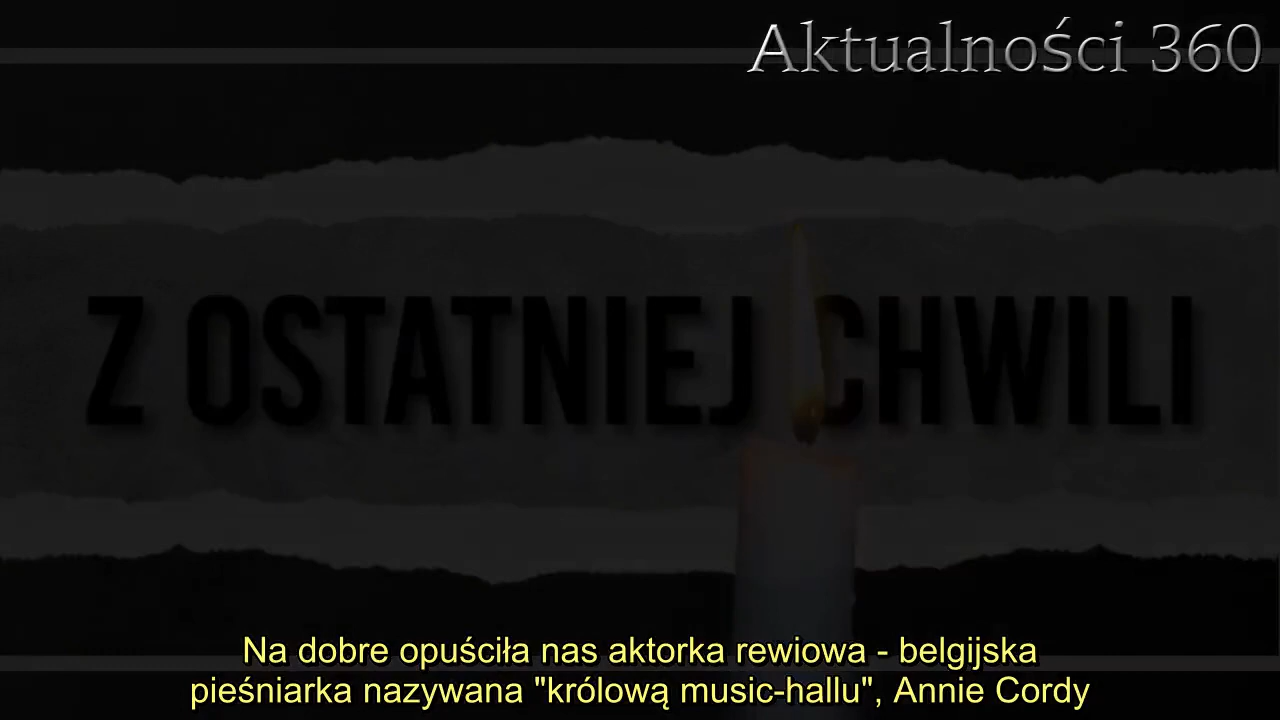 Aktualności 360
Z OSTATNIEJ CHWILI
Na dobre opuściła nas aktorka rewiowa - belgijska
pieśniarka nazywana "królową music-hallu", Annie Cordy